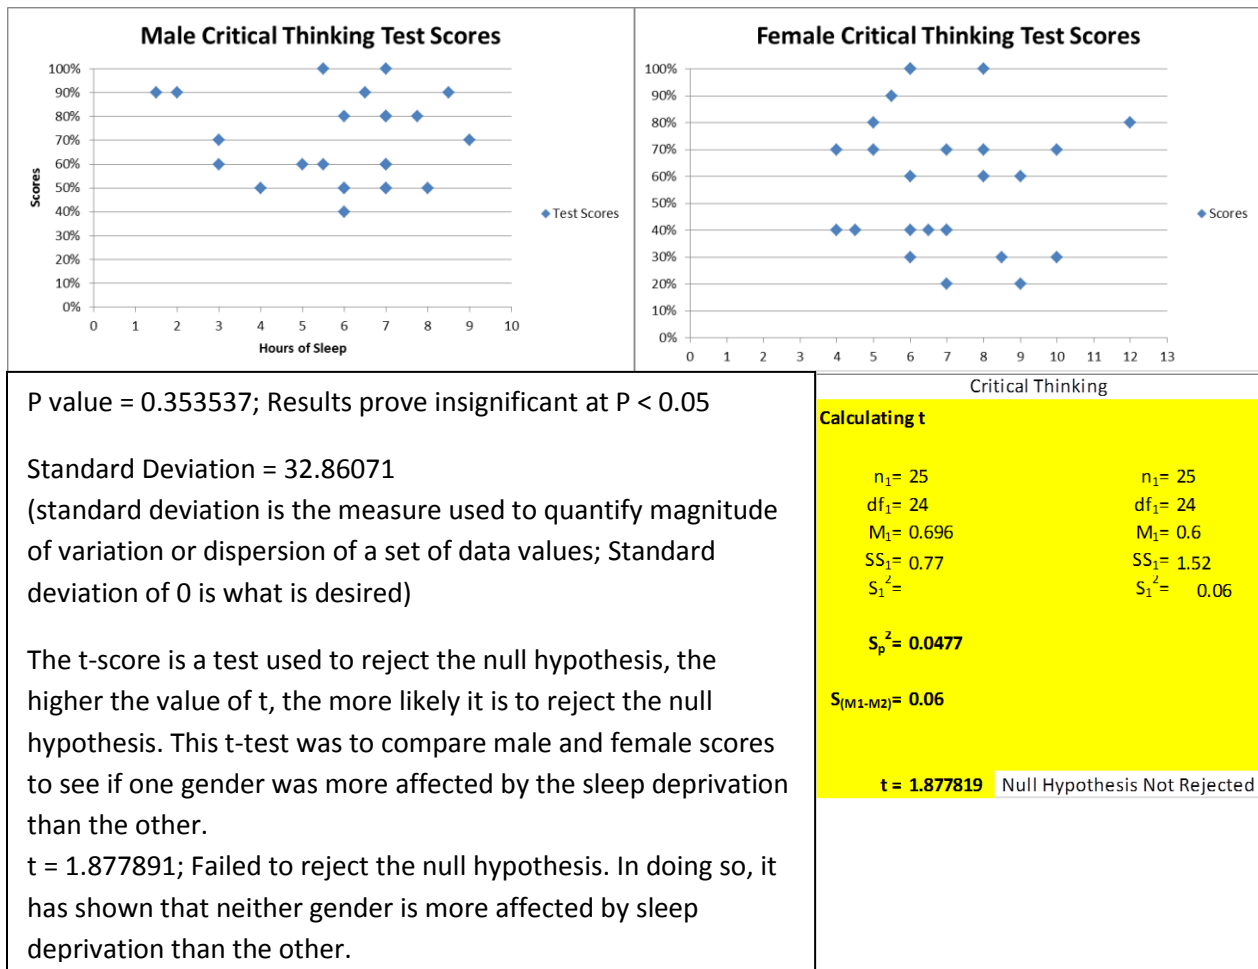 Male Critical Thinking Test Scores
100%
90%
80%
70%
60%
50%
40%
30%
20%
10%
0%
Scores
0 1 2 3 4 5 6 7 8 9 10
Hours of Sleep
Test Scores
Female Critical Thinking Test Scores
100%
90%
80%
70%
60%
50%
40%
30%
20%
10%
0%
0 1 2 3 4 5 6 7 8 9 10 11 12 13
Scores
P value = 0.353537; Results prove insignificant at P < 0.05
Standard Deviation = 32.86071
(standard deviation is the measure used to quantify magnitude
of variation or dispersion of a set of data values; Standard
deviation of 0 is what is desired)
The t-score is a test used to reject the null hypothesis, the
higher the value of t, the more likely it is to reject the null
hypothesis. This t-test was to compare male and female scores
to see if one gender was more affected by the sleep deprivation
than the other.
t = 1.877891; Failed to reject the null hypothesis. In doing so, it
has shown that neither gender is more affected by sleep
deprivation than the other.
Critical Thinking
Calculating t
n₁= 25 n₁= 25
df₁= 24 df₁= 24
M₁= 0.696 M₁= 0.6
SS₁= 0.77 SS₁= 1.52
S₁²= S₁²= 0.06
Sₚ²= 0.0477
S(M1-M2)= 0.06
t = 1.877819 Null Hypothesis Not Rejected